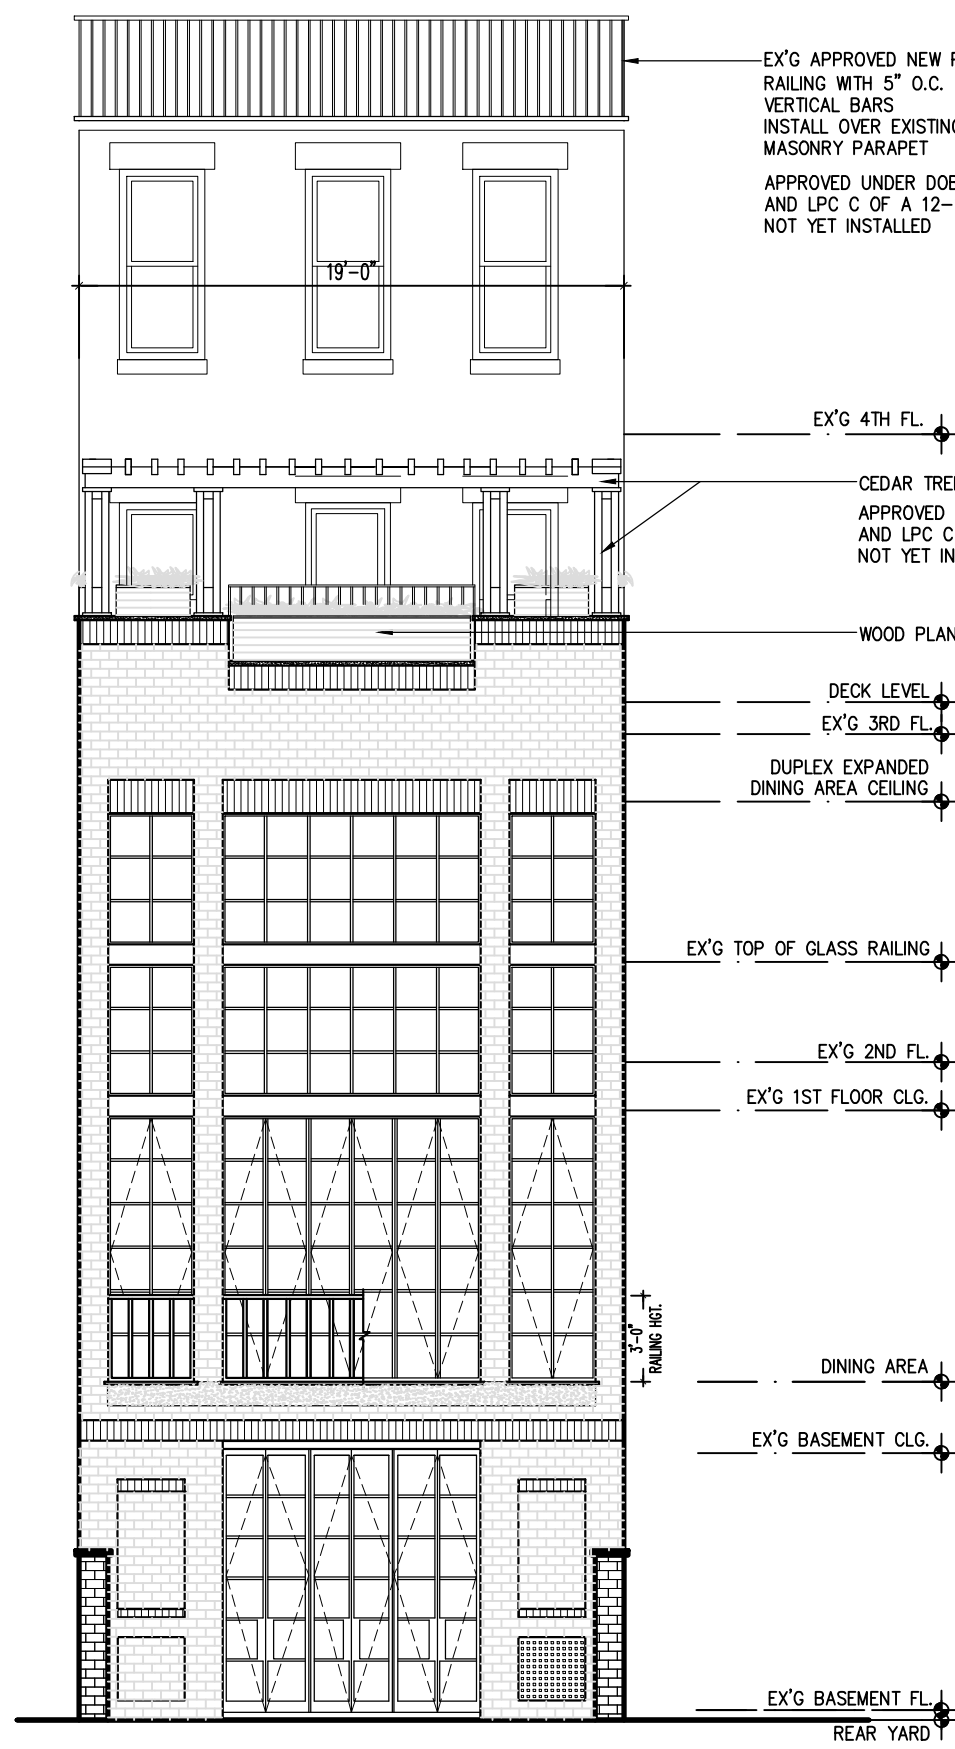 EX'G APPROVED NEW
RAILING WITH 5" O.C.
VERTICAL BARS
INSTALL OVER EXISTING
MASONRY PARAPET
APPROVED UNDER DOB
AND LPC C OF A 12-
NOT YET INSTALLED
19'-0"
EX'G 4TH FL.
CEDAR
APPROVED
AND LPC C
NOT YET
WOOD
DECK LEVEL
EX'G 3RD FL.
DUPLEX EXPANDED
DINING AREA CEILING
EX'G TOP OF GLASS RAILING
EX'G 2ND FL.
EX'G 1ST FLOOR CLG.
3'-0"
RAILING HGT.
DINING AREA
EX'G BASEMENT CLG.
EX'G BASEMENT FL.
REAR YARD